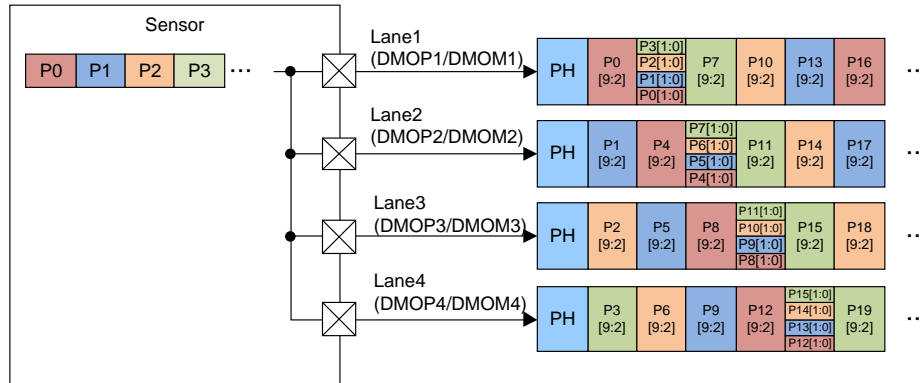 Sensor
P0 P1 P2 P3 ...
Lane1
(DMOP1/DMOM1)
PH
P0
[9:2]
P3[1:0]
P2[1:0]
P1[1:0]
P0[1:0]
P7
[9:2]
P10
[9:2]
P13
[9:2]
P16
[9:2]
..
Lane2
(DMOP2/DMOM2)
PH
P1
[9:2]
P4
[9:2]
P7[1:0]
P6[1:0]
P5[1:0]
P4[1:0]
P11
[9:2]
P14
[9:2]
P17
[9:2]
..
Lane3
(DMOP3/DMOM3)
PH
P2
[9:2]
P5
[9:2]
P8
[9:2]
P11[1:0]
P10[1:0]
P9[1:0]
P8[1:0]
P15
[9:2]
P18
[9:2]
..
Lane4
(DMOP4/DMOM4)
PH
P3
[9:2]
P6
[9:2]
P9
[9:2]
P12
[9:2]
P15[1:0]
P14[1:0]
P13[1:0]
P12[1:0]
P19
[9:2]
..